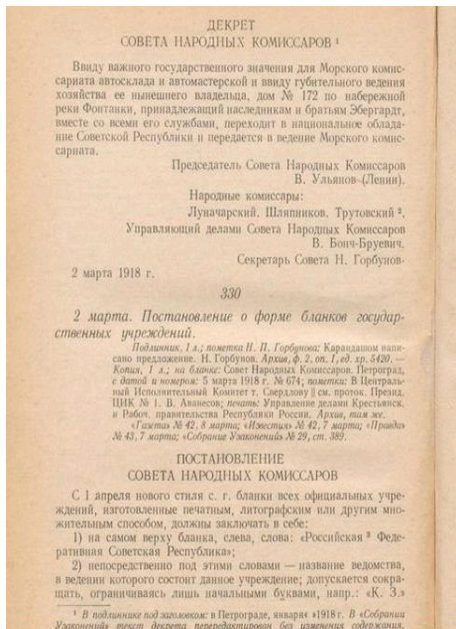 ДЕКРЕТ
СОВЕТА НАРОДНЫХ КОМИССАРОВ ¹
Ввиду важного государственного значения для Морского комис-
сариата автосклада и автомастерской и ввиду губительного ведения
хозяйства ее нынешнего владельца, дом № 172 по набережной
реки Фонтанки, принадлежащий наследникам и братьям Эбергардт,
вместе со всеми его службами, переходит в национальное облада-
ние Советской Республики и передается в ведение Морского комис-
сариата.
Председатель Совета Народных Комиссаров
В. Ульянов (Ленин).
Народные комиссары:
Луначарский. Шляпников. Трутовский ².
Управляющий делами Совета Народных Комиссаров
В. Бонч-Бруевич.
Секретарь Совета Н. Горбунов.
2 марта 1918 г.
330
2 марта. Постановление о форме бланков государ-
ственных учреждений.
Подлинник, 1 л.; пометка Н. П. Горбунова: Карандашом напи-
сано предложение. Н. Горбунов. Архив, ф. 2, оп. 1, ед. хр. 5420. —
Копия, 1 л.; на бланке: Совет Народных Комиссаров. Петроград,
с датой и номером: 5 марта 1918 г. № 674; пометки: В Централь-
ный Исполнительный Комитет т. Свердлову || см. проток. Презид.
ЦИК № 1, В. Аванесов; печать: Управление делами Крестьянск.
и Рабоч. правительства Республики России. Архив, там же.
«Газета» № 42, 8 марта; «Известия» № 42, 7 марта; «Правда»
№ 43, 7 марта; «Собрание Узаконений» № 29, ст. 389.
ПОСТАНОВЛЕНИЕ
СОВЕТА НАРОДНЫХ КОМИССАРОВ
С 1 апреля нового стиля с. г. бланки всех официальных учре-
ждений, изготовленные печатным, литографским или другим мно-
жительным способом, должны заключать в себе:
1) на самом верху бланка, слева, слова: «Российская ³ Феде-
ративная Советская Республика»;
2) непосредственно под этими словами — название ведомства,
в ведении которого состоит данное учреждение; допускается сокра-
щать, ограничиваясь лишь начальными буквами, напр.: «К. З.»
¹ В подлиннике под заголовком: в Петрограде, января «»1918 г. В «Собрании
Узаконений» текст декрета перередактирован без изменения содержания.